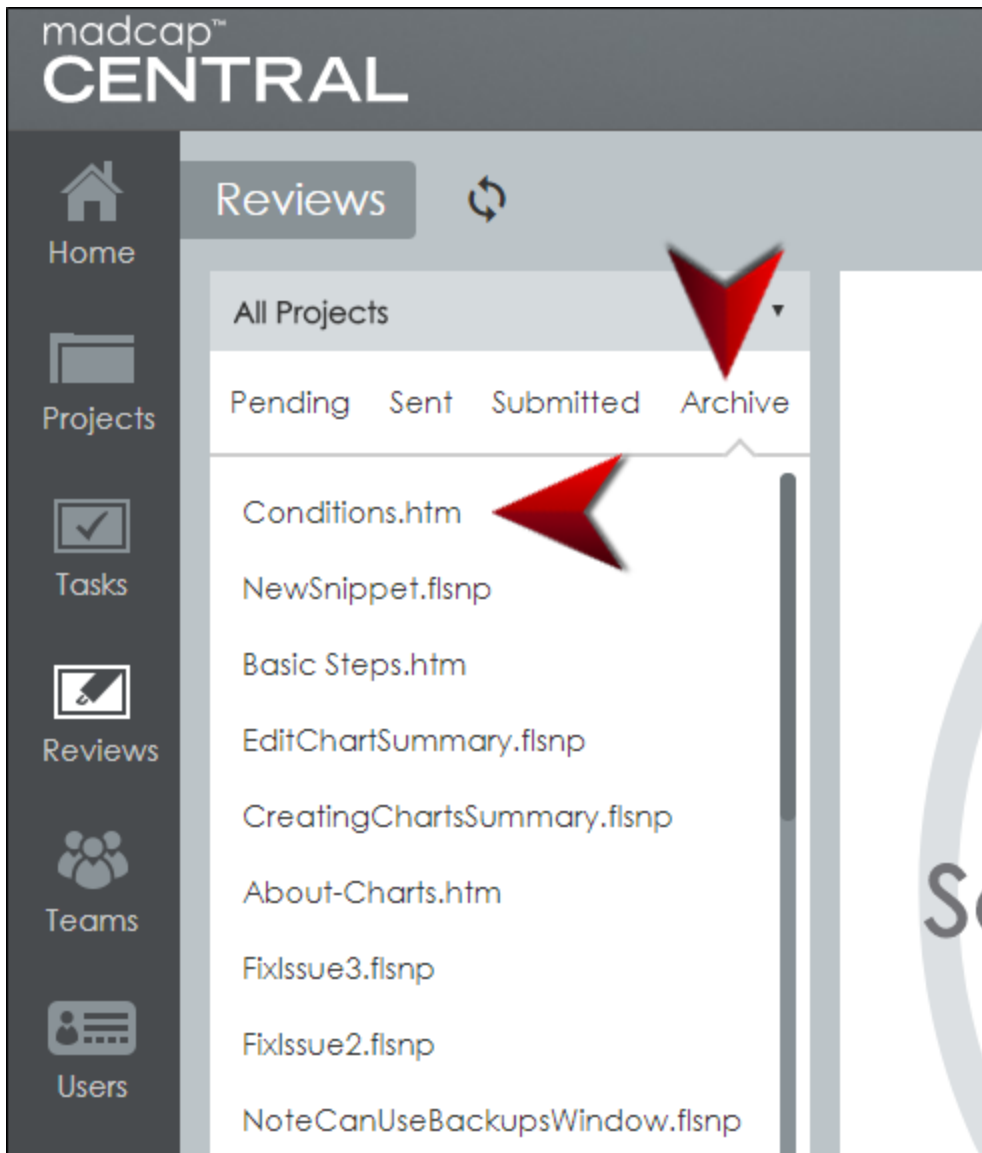 madcap™
CENTRAL
Home
Projects
Tasks
Reviews
Teams
Users
Reviews
All Projects
Pending Sent Submitted Archive
Conditions.htm
NewSnippet.flsnp
Basic Steps.htm
EditChartSummary.flsnp
CreatingChartsSummary.flsnp
About-Charts.htm
FixIssue3.flsnp
FixIssue2.flsnp
NoteCanUseBackupsWindow.flsnp